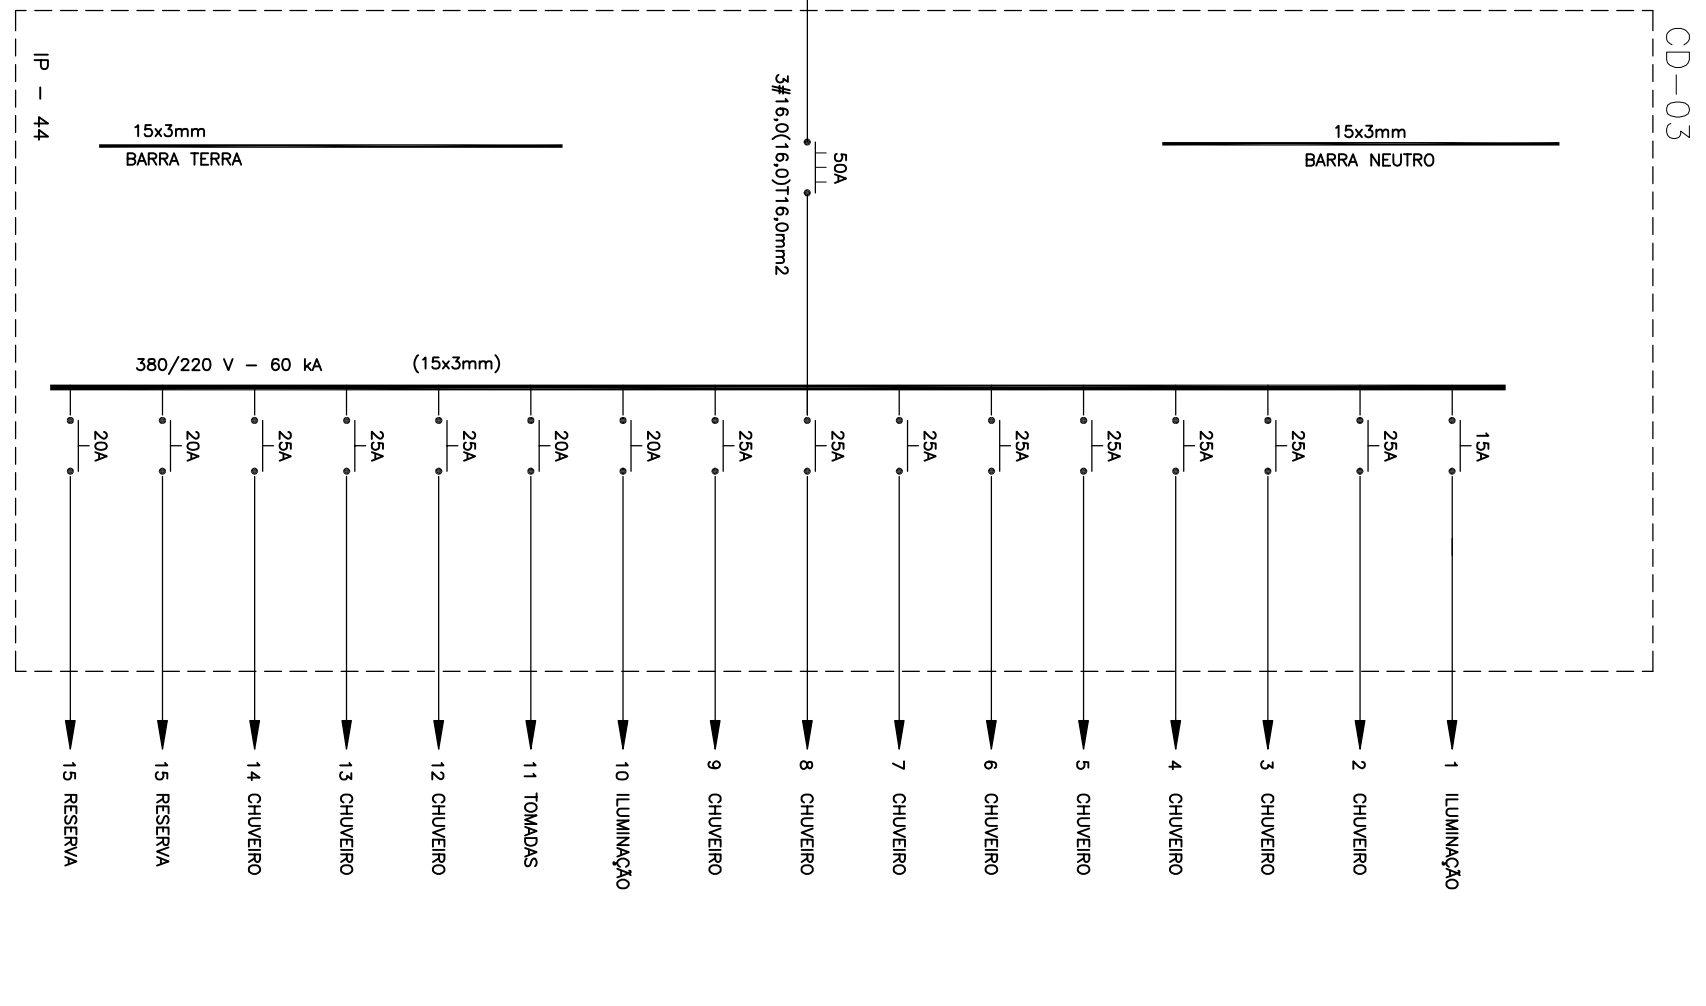 CD-03
IP - 44
15x3mm
BARRA TERRA
3#16,0(16,0)T16,0mm2
50A
15x3mm
BARRA NEUTRO
380/220 V - 60 kA (15x3mm)
20A
20A
25A
25A
25A
20A
20A
25A
25A
25A
25A
25A
25A
25A
25A
15A
15 RESERVA
15 RESERVA
14 CHUVEIRO
13 CHUVEIRO
12 CHUVEIRO
11 TOMADAS
10 ILUMINAÇÃO
9 CHUVEIRO
8 CHUVEIRO
7 CHUVEIRO
6 CHUVEIRO
5 CHUVEIRO
4 CHUVEIRO
3 CHUVEIRO
2 CHUVEIRO
1 ILUMINAÇÃO